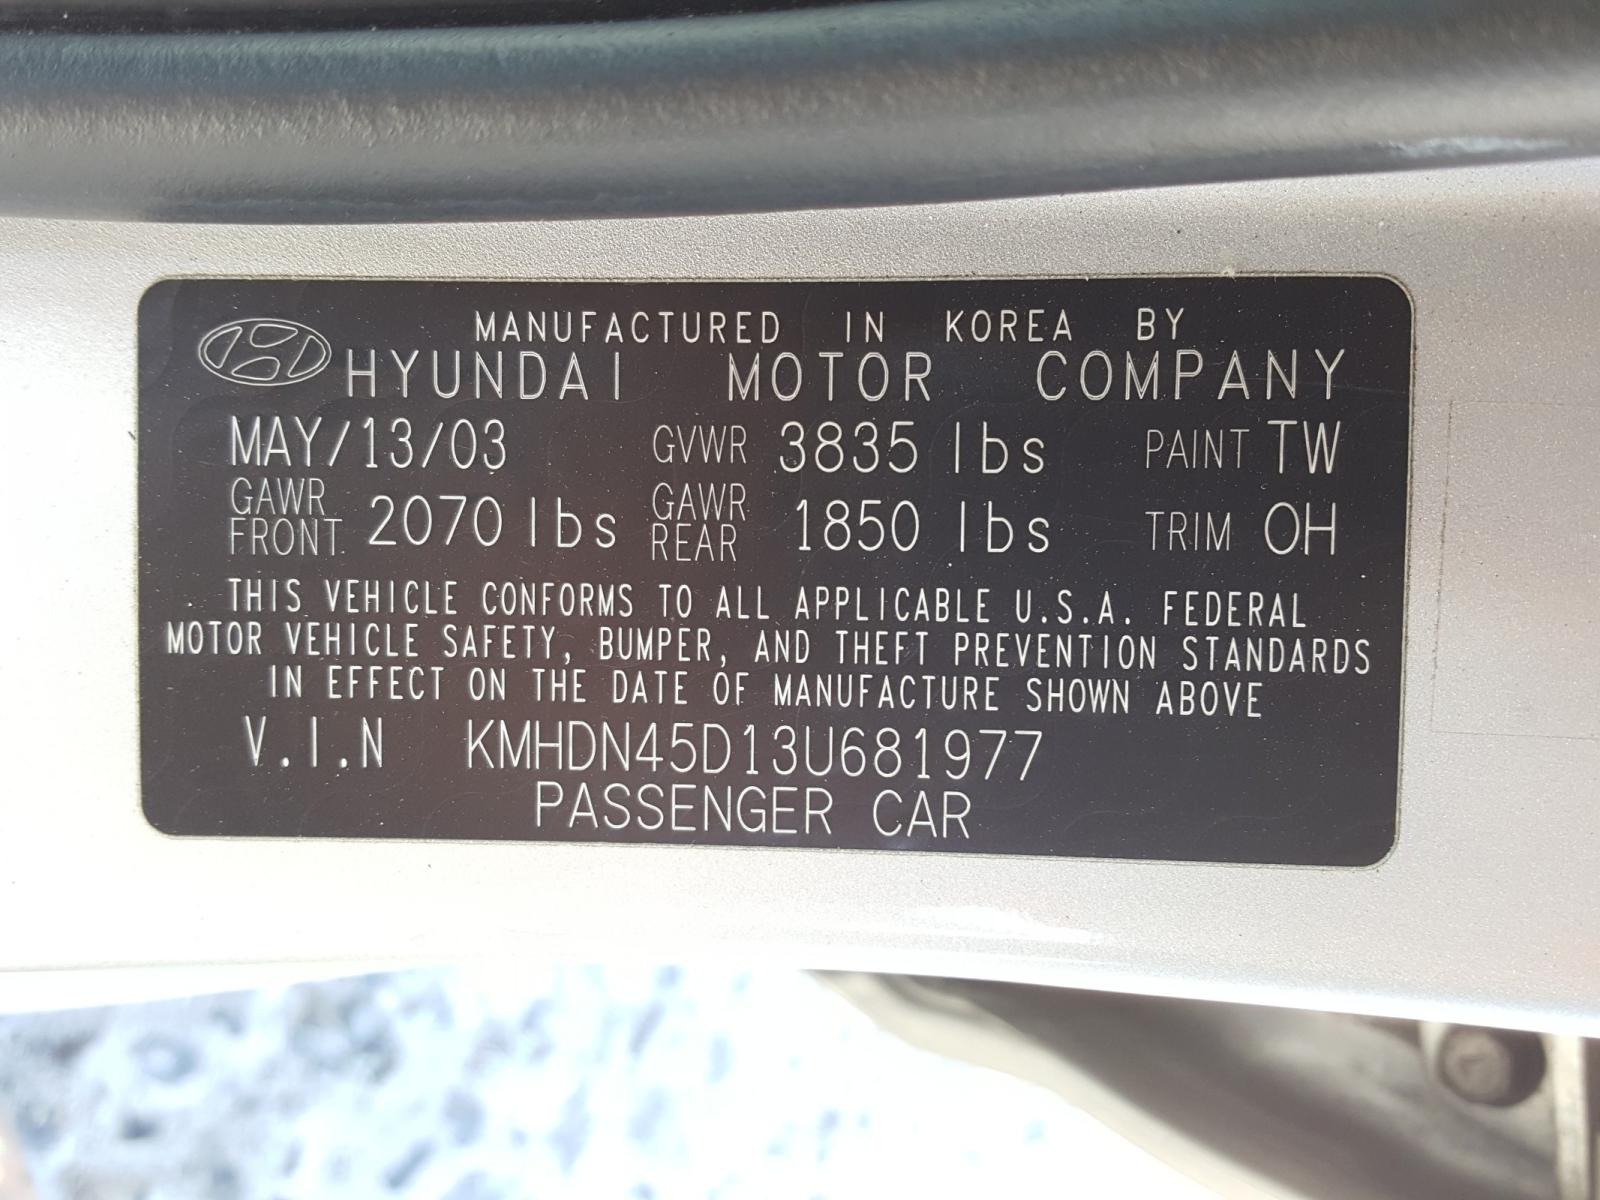 MANUFACTURED IN KOREA BY
HYUNDAI MOTOR COMPANY
MAY/13/03 GVWR 3835 lbs PAINT TW
GAWR FRONT 2070 lbs GAWR REAR 1850 lbs TRIM OH
THIS VEHICLE CONFORMS TO ALL APPLICABLE U.S.A. FEDERAL
MOTOR VEHICLE SAFETY, BUMPER, AND THEFT PREVENTION STANDARDS
IN EFFECT ON THE DATE OF MANUFACTURE SHOWN ABOVE
V.I.N KMHDN45D13U681977
PASSENGER CAR